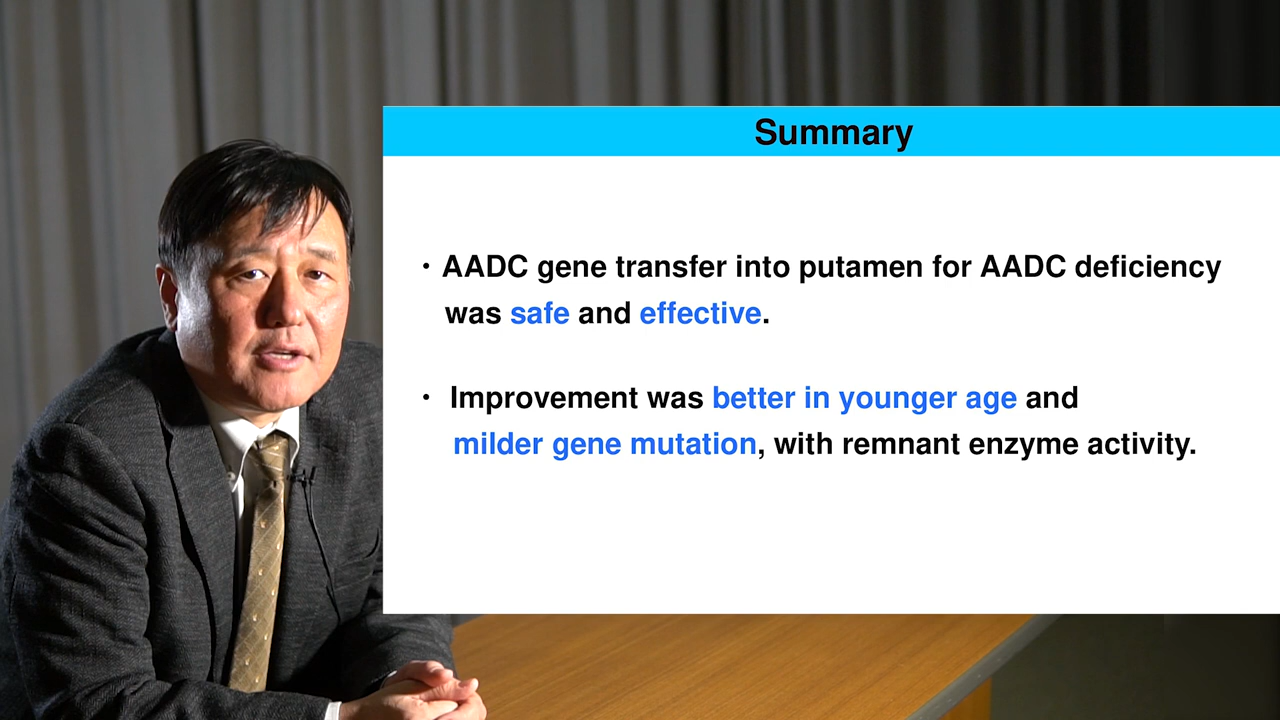 Summary
・AADC gene transfer into putamen for AADC deficiency
was safe and effective.
・Improvement was better in younger age and
milder gene mutation, with remnant enzyme activity.